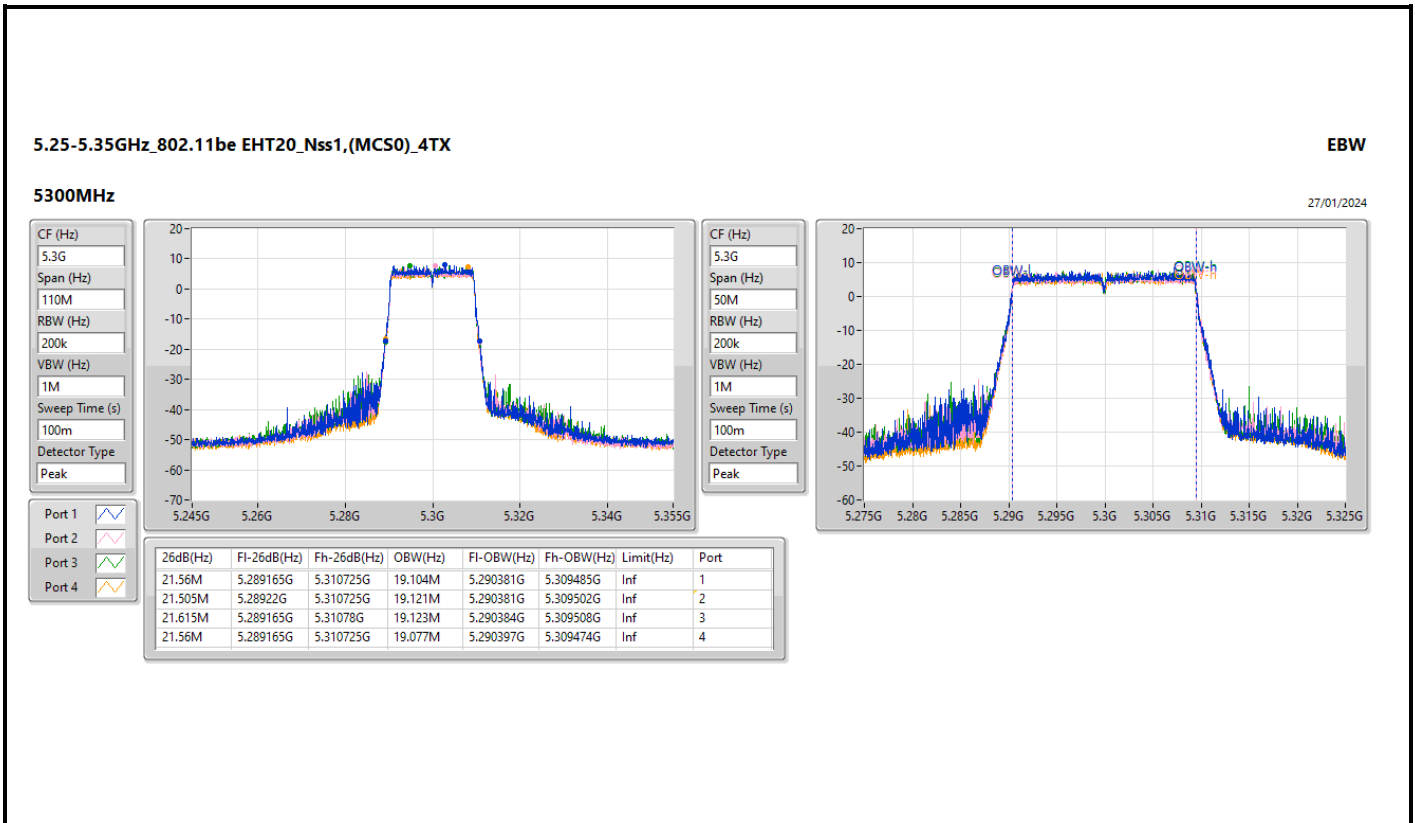 5.25-5.35GHz_802.11be EHT20_Nss1,(MCS0)_4TX EBW
5300MHz 27/01/2024
CF (Hz)
5.3G
Span (Hz)
110M
RBW (Hz)
200k
VBW (Hz)
1M
Sweep Time (s)
100m
Detector Type
Peak
20
10
0
-10
-20
-30
-40
-50
-60
-70
5.245G 5.26G 5.28G 5.3G 5.32G 5.34G 5.355G
CF (Hz)
5.3G
Span (Hz)
50M
RBW (Hz)
200k
VBW (Hz)
1M
Sweep Time (s)
100m
Detector Type
Peak
20
10
0
-10
-20
-30
-40
-50
-60
OBW-l OBW-h
5.275G 5.28G 5.285G 5.29G 5.295G 5.3G 5.305G 5.31G 5.315G 5.32G 5.325G
Port 1
Port 2
Port 3
Port 4
26dB(Hz) Fl-26dB(Hz) Fh-26dB(Hz) OBW(Hz) Fl-OBW(Hz) Fh-OBW(Hz) Limit(Hz) Port
21.56M 5.289165G 5.310725G 19.104M 5.290381G 5.309485G Inf 1
21.505M 5.28922G 5.310725G 19.121M 5.290381G 5.309502G Inf 2
21.615M 5.289165G 5.31078G 19.123M 5.290384G 5.309508G Inf 3
21.56M 5.289165G 5.310725G 19.077M 5.290397G 5.309474G Inf 4